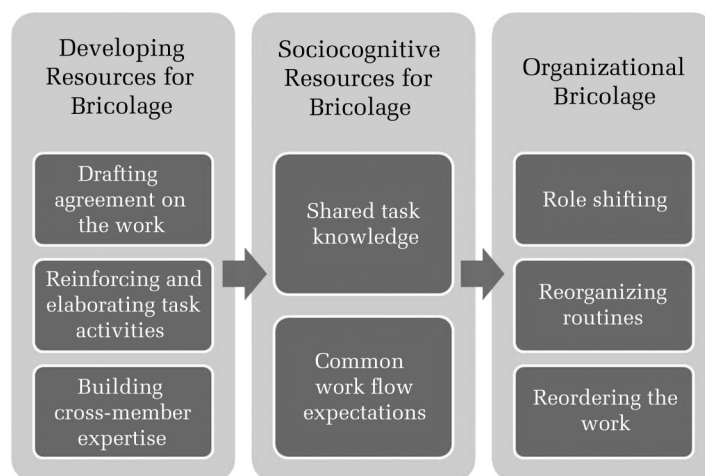 Developing
Resources for
Bricolage
Drafting
agreement on
the work
Reinforcing and
elaborating task
activities
Building
cross-member
expertise
Sociocognitive
Resources for
Bricolage
Shared task
knowledge
Common
work flow
expectations
Organizational
Bricolage
Role shifting
Reorganizing
routines
Reordering the
work